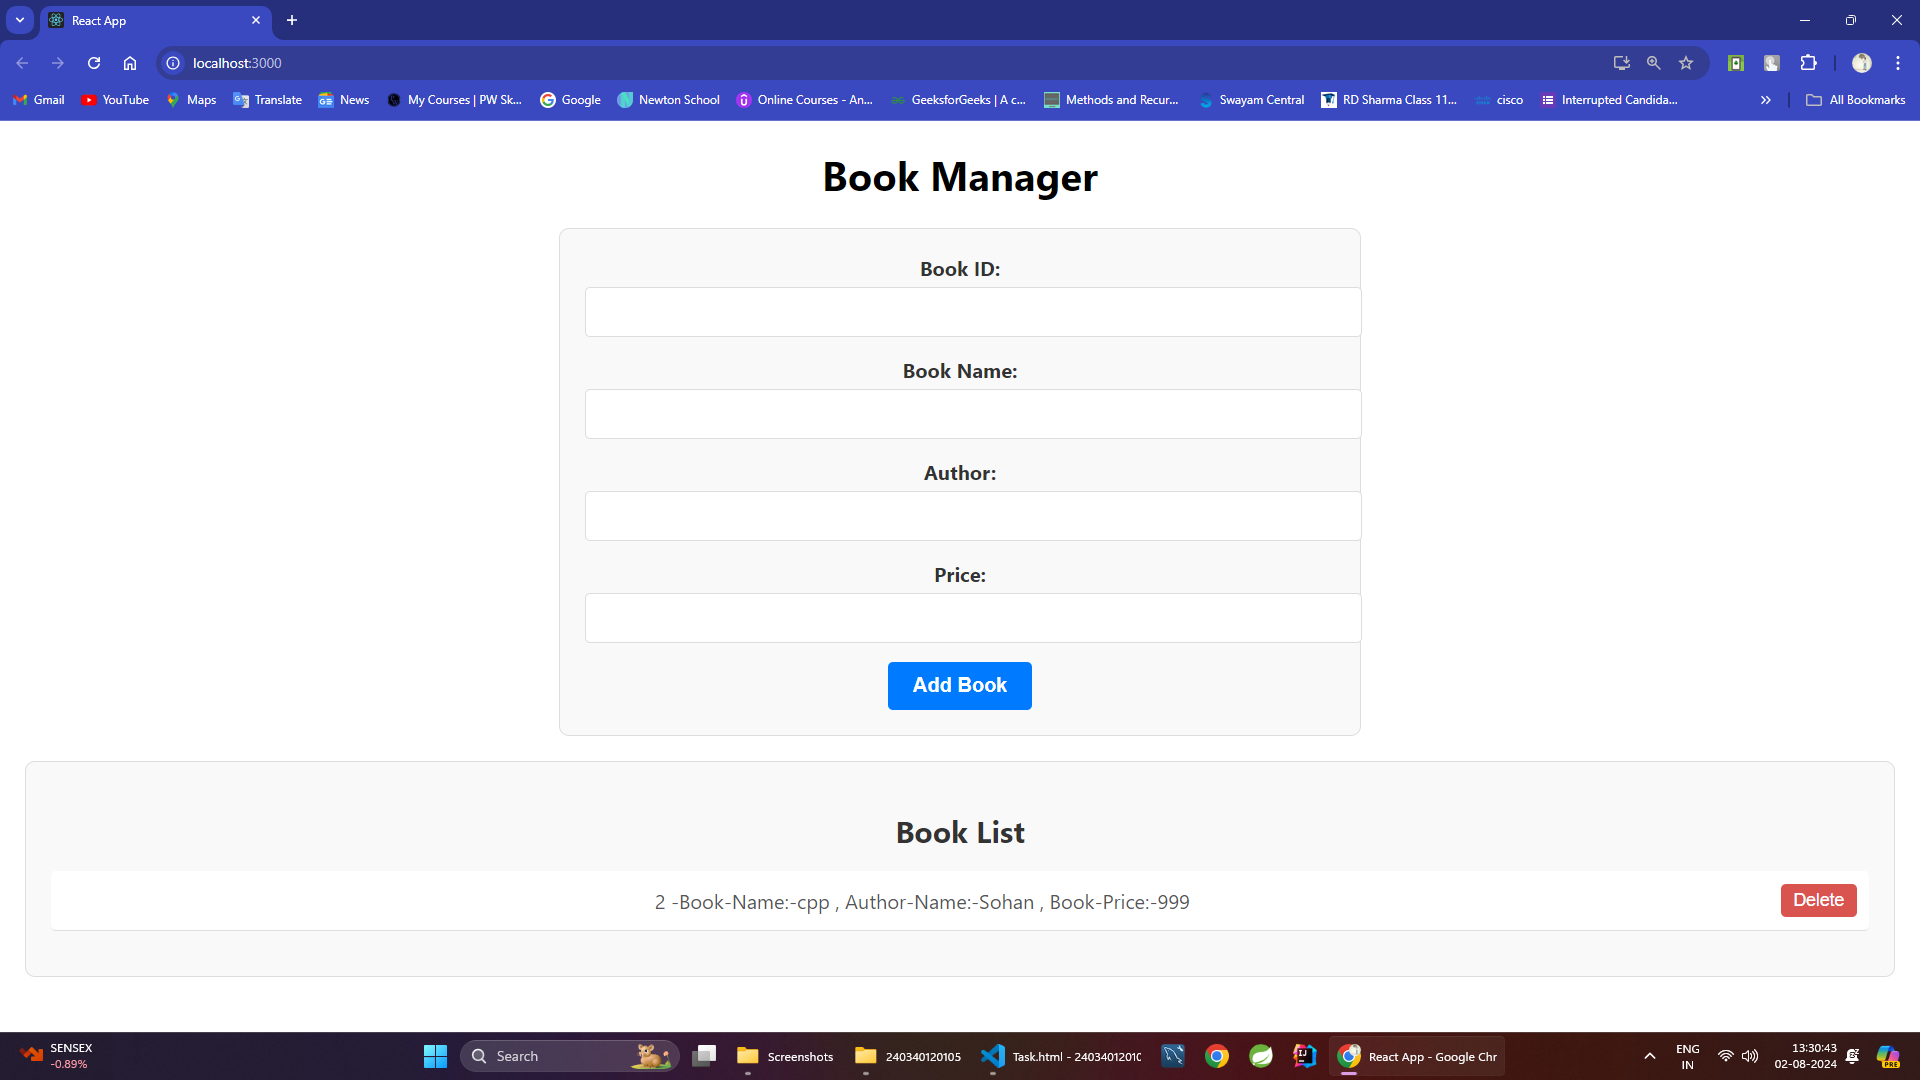 React App
localhost:3000
Gmail YouTube Maps Translate News My Courses | PW Sk... Google Newton School Online Courses - An... GeeksforGeeks | A c... Methods and Recur... Swayam Central RD Sharma Class 11... cisco Interrupted Candida... All Bookmarks
Book Manager
Book ID:
Book Name:
Author:
Price:
Add Book
Book List
2 -Book-Name:-cpp , Author-Name:-Sohan , Book-Price:-999 Delete
SENSEX
-0.89%
Search Screenshots 240340120105 Task.html - 24034012010 React App - Google Chr
ENG
IN
13:30:43
02-08-2024
PRE